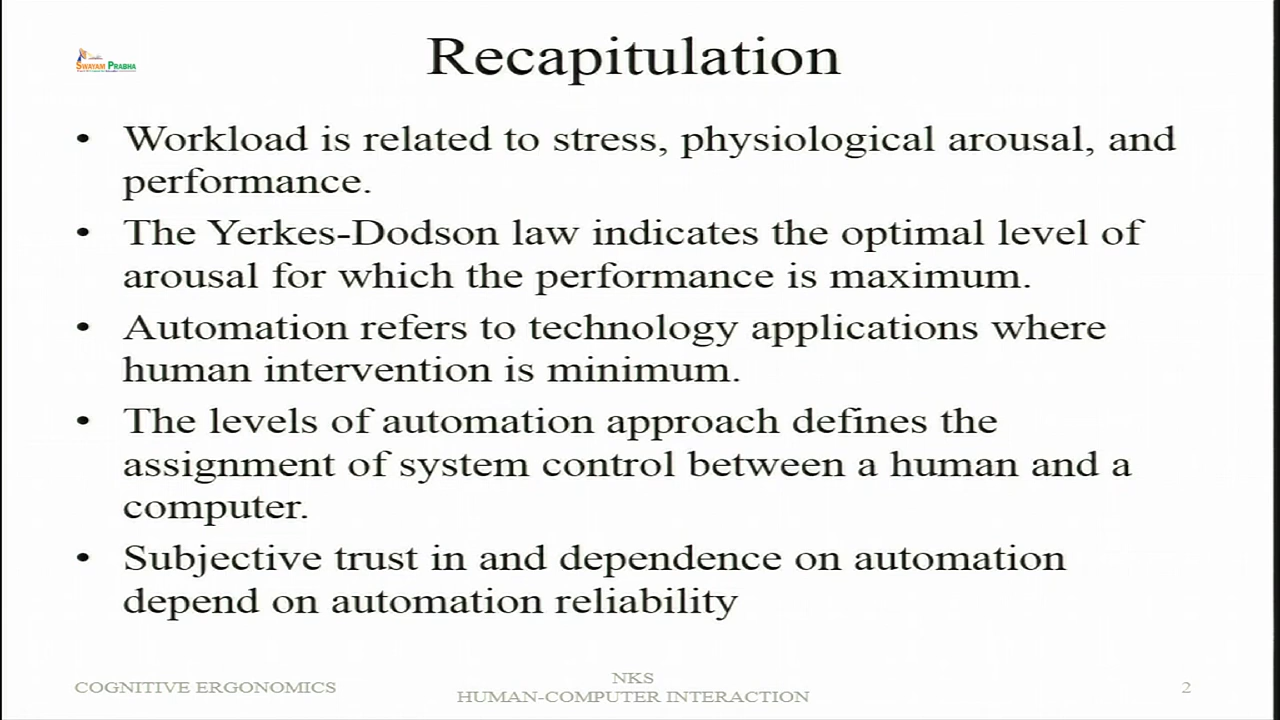 SWAYAM PRABHA
Recapitulation
• Workload is related to stress, physiological arousal, and
performance.
• The Yerkes-Dodson law indicates the optimal level of
arousal for which the performance is maximum.
• Automation refers to technology applications where
human intervention is minimum.
• The levels of automation approach defines the
assignment of system control between a human and a
computer.
• Subjective trust in and dependence on automation
depend on automation reliability
COGNITIVE ERGONOMICS
NKS
HUMAN-COMPUTER INTERACTION
2